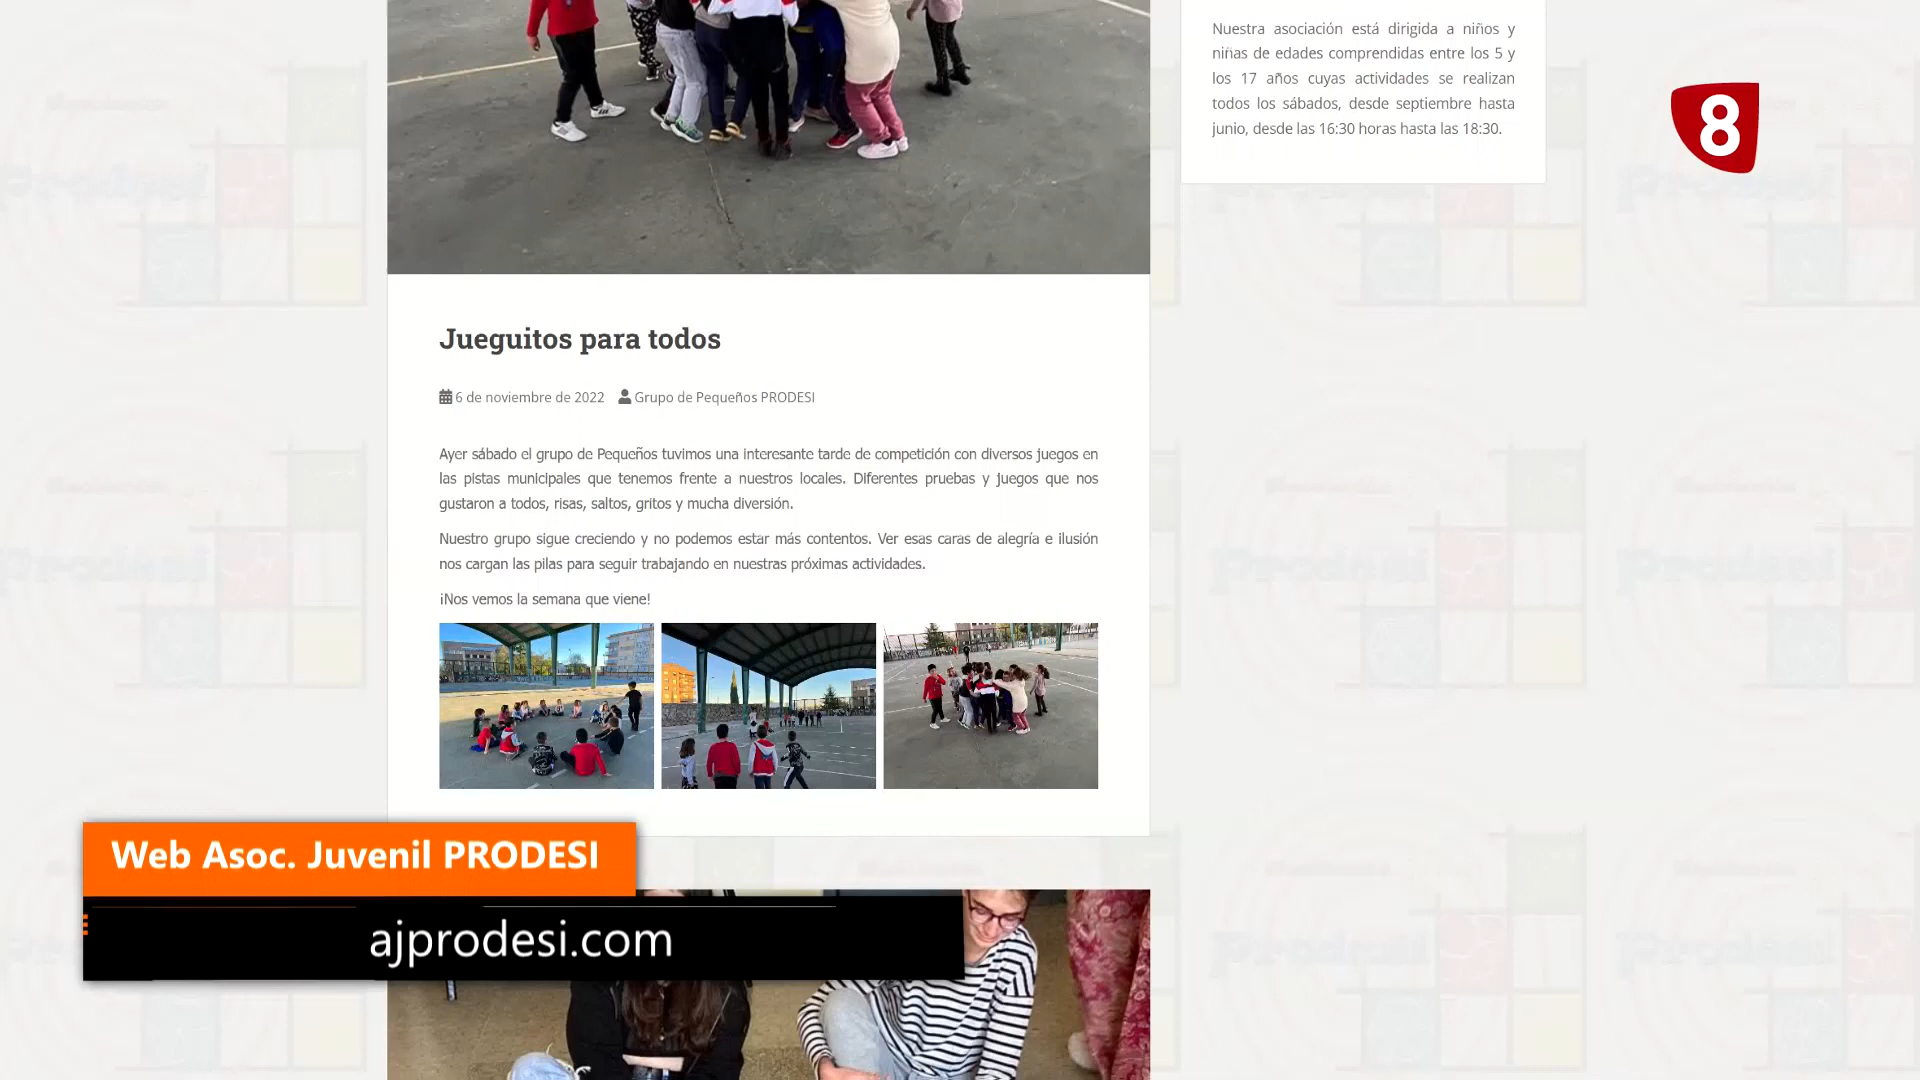 Nuestra asociación está dirigida a niños y
niñas de edades comprendidas entre los 5 y
los 17 años cuyas actividades se realizan
todos los sábados, desde septiembre hasta
junio, desde las 16:30 horas hasta las 18:30.
8
Jueguitos para todos
6 de noviembre de 2022 Grupo de Pequeños PRODESI
Ayer sábado el grupo de Pequeños tuvimos una interesante tarde de competición con diversos juegos en
las pistas municipales que tenemos frente a nuestros locales. Diferentes pruebas y juegos que nos
gustaron a todos, risas, saltos, gritos y mucha diversión.
Nuestro grupo sigue creciendo y no podemos estar más contentos. Ver esas caras de alegría e ilusión
nos cargan las pilas para seguir trabajando en nuestras próximas actividades.
¡Nos vemos la semana que viene!
Web Asoc. Juvenil PRODESI
ajprodesi.com